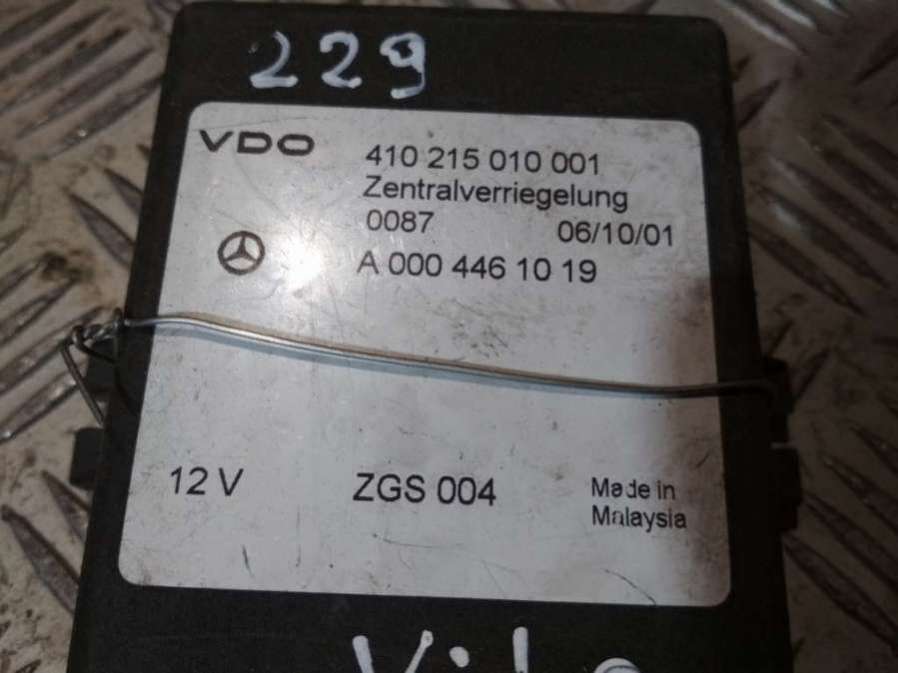 229
VDO
410 215 010 001
Zentralverriegelung
0087 06/10/01
A 000 446 10 19
12 V ZGS 004
Made in
Malaysia